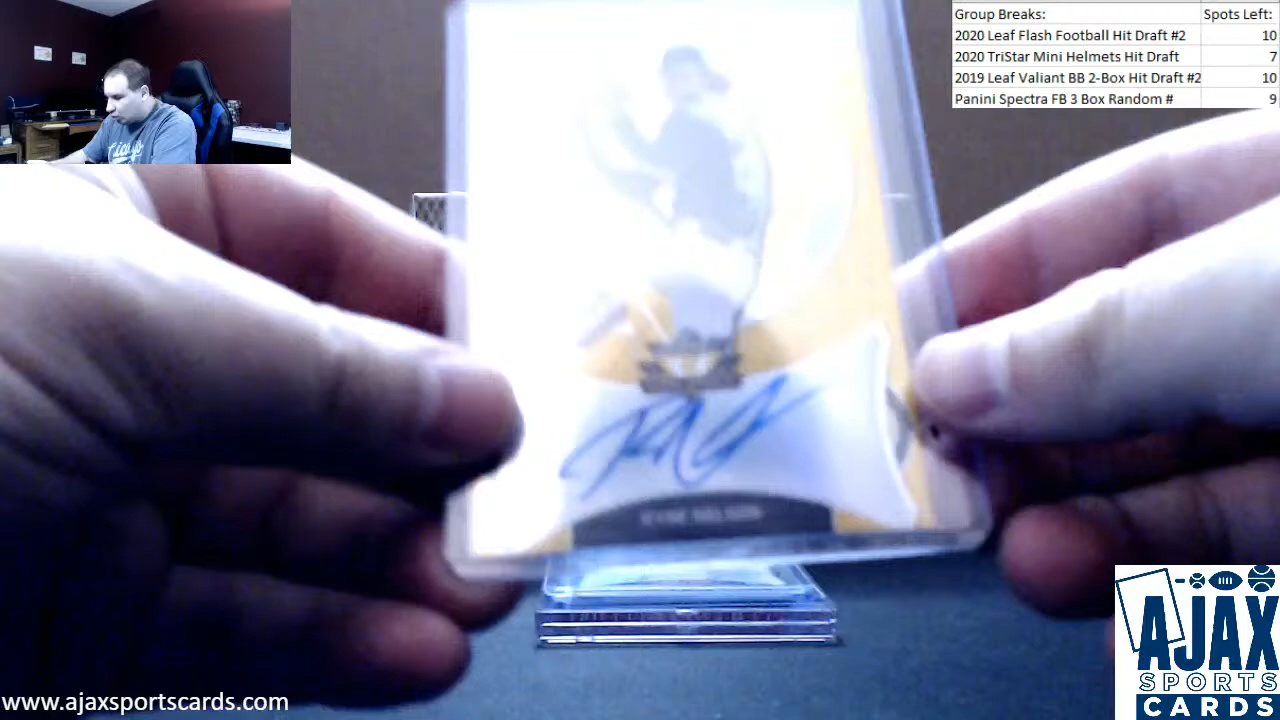 Group Breaks: Spots Left:
2020 Leaf Flash Football Hit Draft #2 10
2020 TriStar Mini Helmets Hit Draft 7
2019 Leaf Valiant BB 2-Box Hit Draft #2 10
Panini Spectra FB 3 Box Random # 9
www.ajaxsportscards.com
AJAX
SPORTS
CARDS